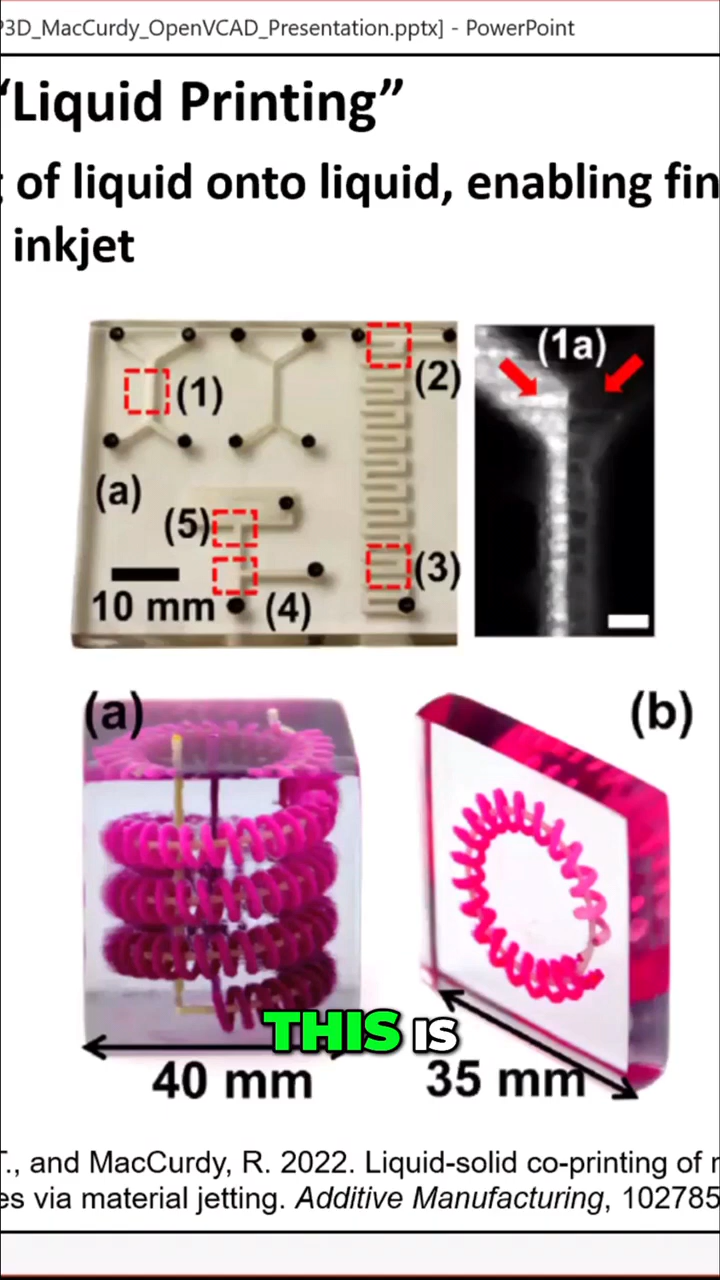 P3D_MacCurdy_OpenVCAD_Presentation.pptx] - PowerPoint
“Liquid Printing”
of liquid onto liquid, enabling fin
inkjet
(1)
(2)
(1a)
(a)
(5)
(3)
10 mm
(4)
(a)
(b)
THIS IS
40 mm
35 mm
T., and MacCurdy, R. 2022. Liquid-solid co-printing of
es via material jetting. Additive Manufacturing, 102785